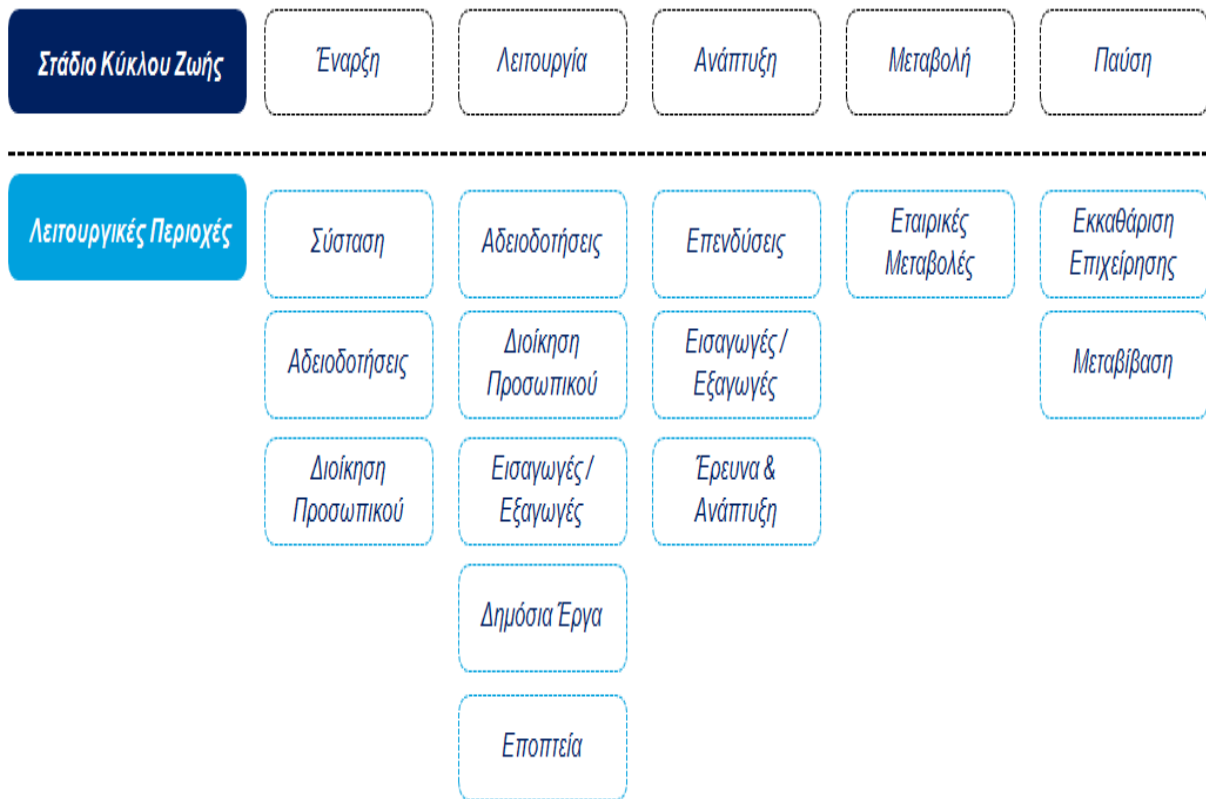 Στάδιο Κύκλου Ζωής
Έναρξη
Λειτουργία
Ανάπτυξη
Μεταβολή
Παύση
Λειτουργικές Περιοχές
Σύσταση
Αδειοδοτήσεις
Επενδύσεις
Εταιρικές
Μεταβολές
Εκκαθάριση
Επιχείρησης
Αδειοδοτήσεις
Διοίκηση
Προσωπικού
Εισαγωγές /
Εξαγωγές
Μεταβίβαση
Διοίκηση
Προσωπικού
Εισαγωγές /
Εξαγωγές
Έρευνα &
Ανάπτυξη
Δημόσια Έργα
Εποπτεία